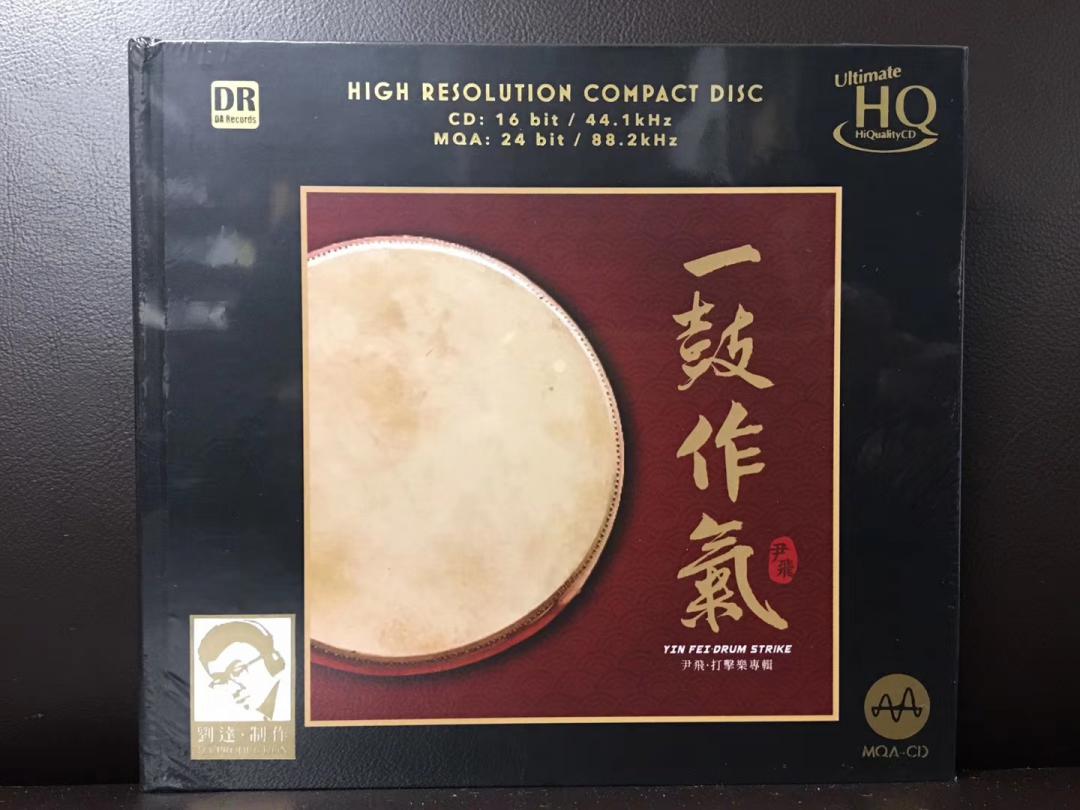 DR
DA Records
HIGH RESOLUTION COMPACT DISC
CD: 16 bit / 44.1kHz
MQA: 24 bit / 88.2kHz
Ultimate
HQ
HiQualityCD
一鼓作氣
尹飛
YIN FEI·DRUM STRIKE
尹飛·打擊樂專輯
劉達·制作
MQA-CD